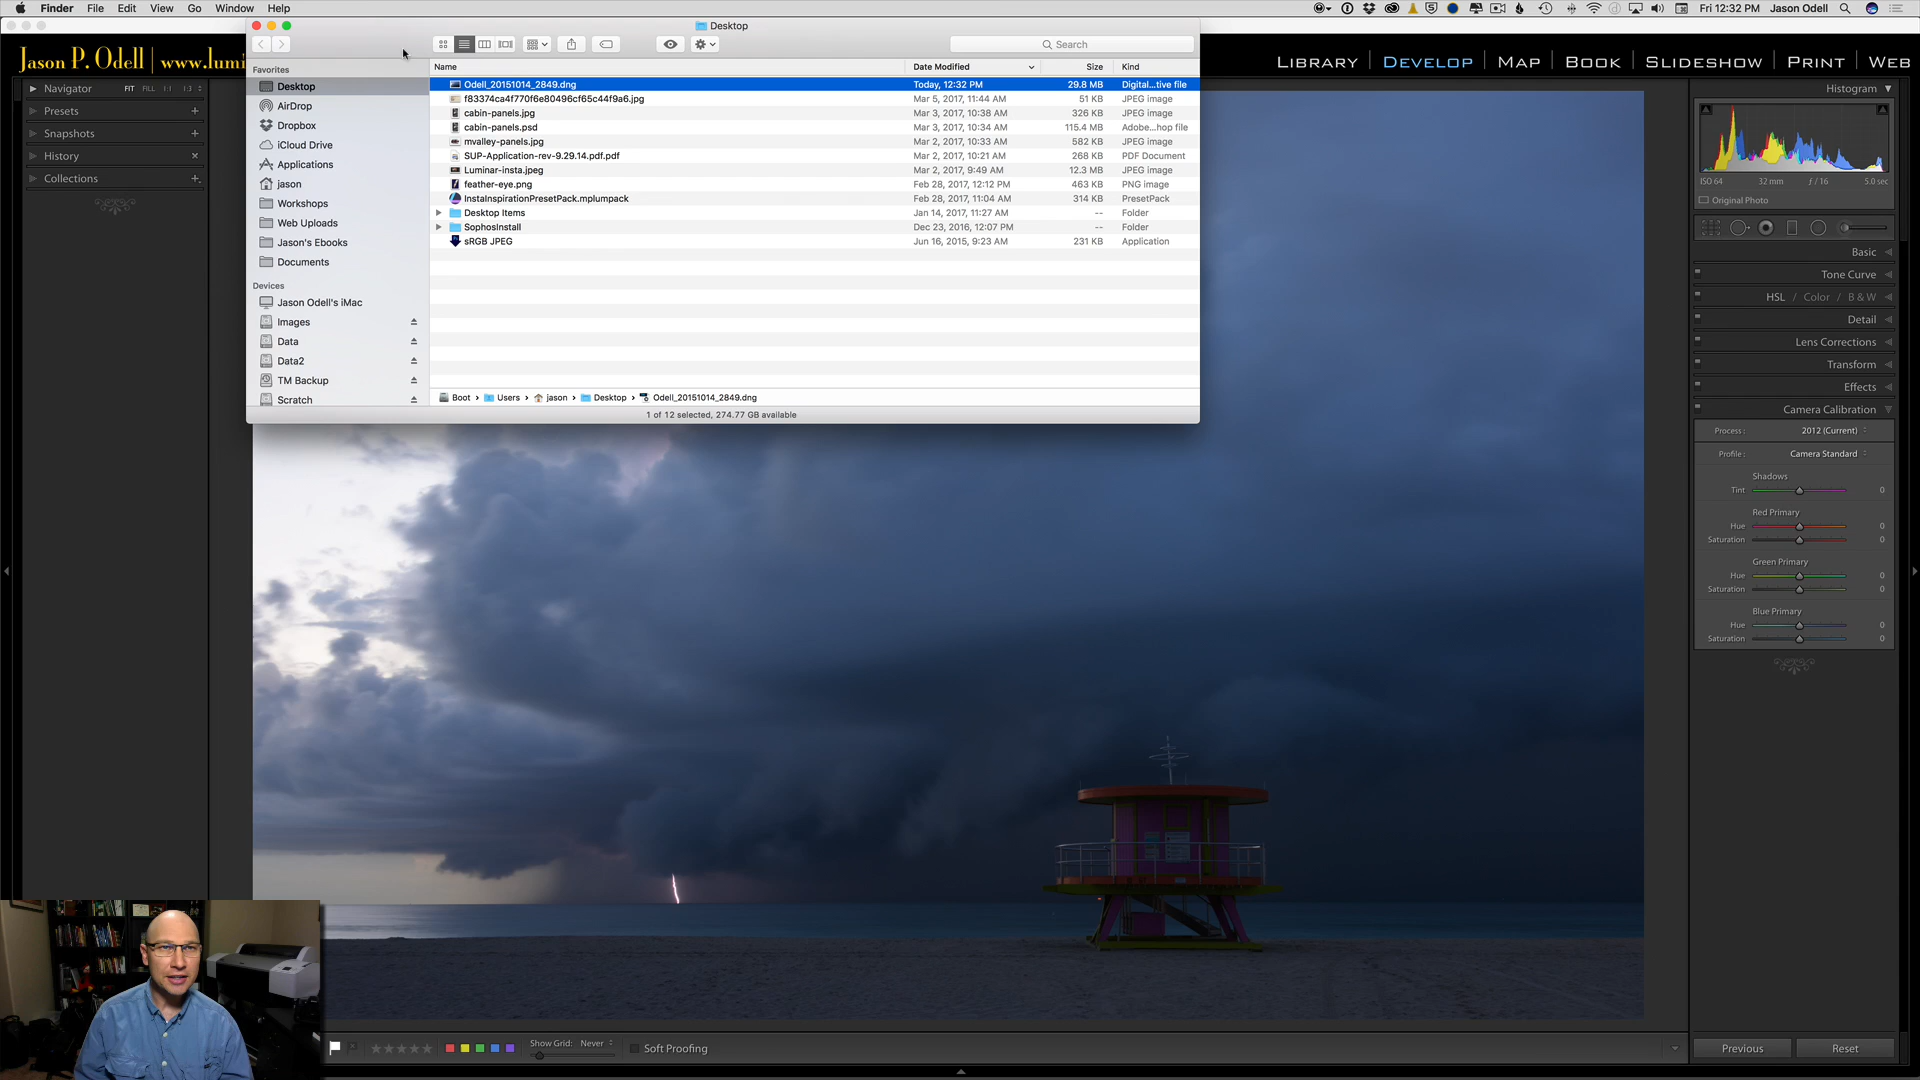 Finder File Edit View Go Window Help
Fri 12:32 PM Jason Odell
Jason P. Odell | www.lumi
LIBRARY | DEVELOP | MAP | BOOK | SLIDESHOW | PRINT | WEB
Desktop
Search
Favorites
Desktop
AirDrop
Dropbox
iCloud Drive
Applications
jason
Workshops
Web Uploads
Jason's Ebooks
Documents
Devices
Jason Odell's iMac
Images
Data
Data2
TM Backup
Scratch
Name Date Modified Size Kind
Odell_20151014_2849.dng Today, 12:32 PM 29.8 MB Digital...tive file
f83374ca4f770f6e80496cf65c44f9a6.jpg Mar 5, 2017, 11:44 AM 51 KB JPEG image
cabin-panels.jpg Mar 3, 2017, 10:38 AM 326 KB JPEG image
cabin-panels.psd Mar 3, 2017, 10:34 AM 115.4 MB Adobe...hop file
mvalley-panels.jpg Mar 2, 2017, 10:33 AM 582 KB JPEG image
SUP-Application-rev-9.29.14.pdf.pdf Mar 2, 2017, 10:21 AM 268 KB PDF Document
Luminar-insta.jpeg Mar 2, 2017, 9:49 AM 12.3 MB JPEG image
feather-eye.png Feb 28, 2017, 12:12 PM 463 KB PNG image
InstaInspirationPresetPack.mplumpack Feb 28, 2017, 11:04 AM 314 KB PresetPack
Desktop Items Jan 14, 2017, 11:27 AM -- Folder
SophosInstall Dec 23, 2016, 12:07 PM -- Folder
sRGB JPEG Jun 16, 2015, 9:23 AM 231 KB Application
Boot › Users › jason › Desktop › Odell_20151014_2849.dng
1 of 12 selected, 274.77 GB available
Navigator FIT FILL 1:1 1:3
Presets
Snapshots
History
Collections
Histogram
ISO 64 32 mm ƒ / 16 5.0 sec
Original Photo
Basic
Tone Curve
HSL / Color / B & W
Detail
Lens Corrections
Transform
Effects
Camera Calibration
Process : 2012 (Current)
Profile : Camera Standard
Shadows
Tint 0
Red Primary
Hue 0
Saturation 0
Green Primary
Hue 0
Saturation 0
Blue Primary
Hue 0
Saturation 0
Show Grid: Never
Soft Proofing
Previous Reset